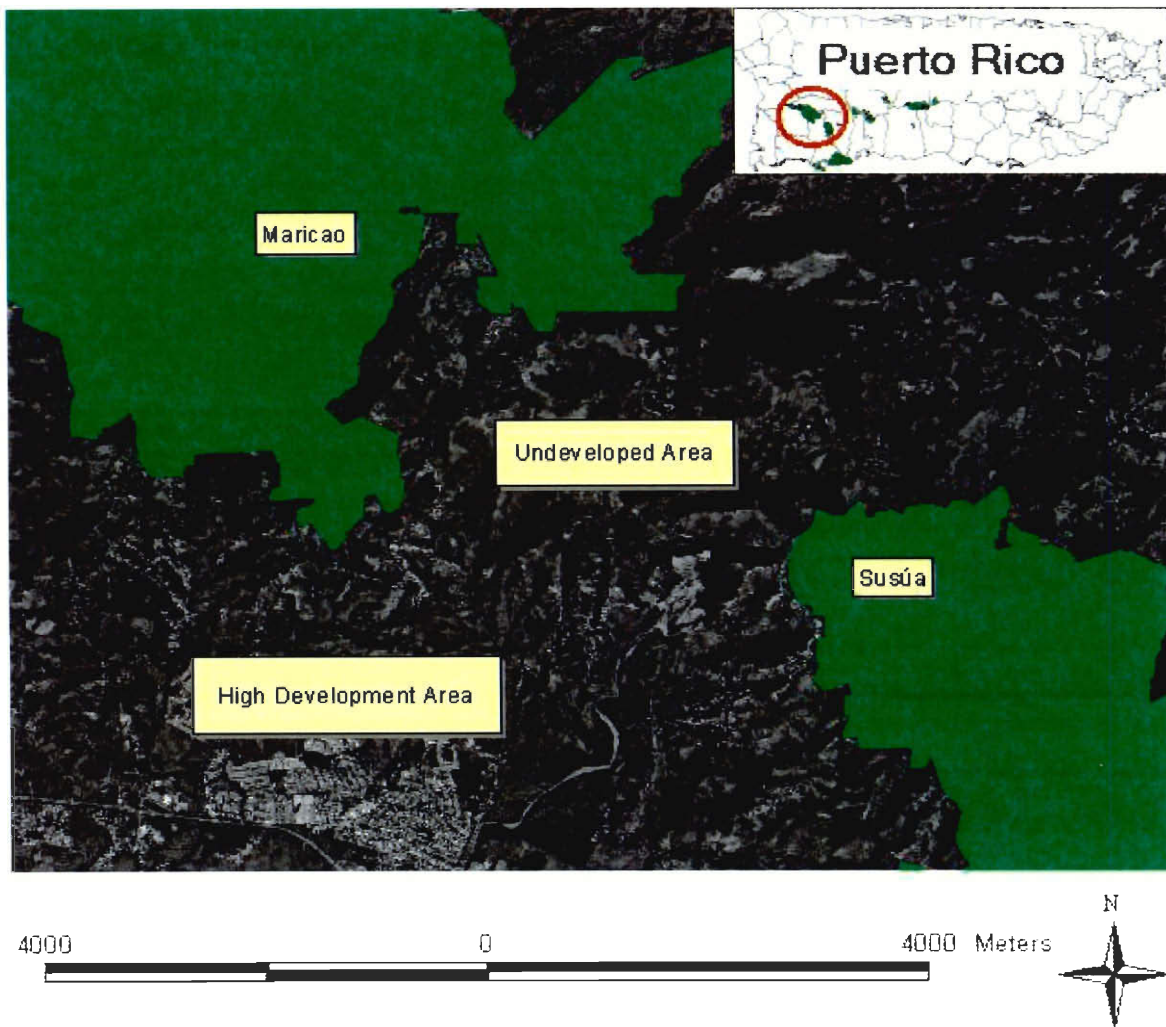 Puerto Rico
Maricao
Undeveloped Area
Susúa
High Development Area
N
4000 0 4000 Meters